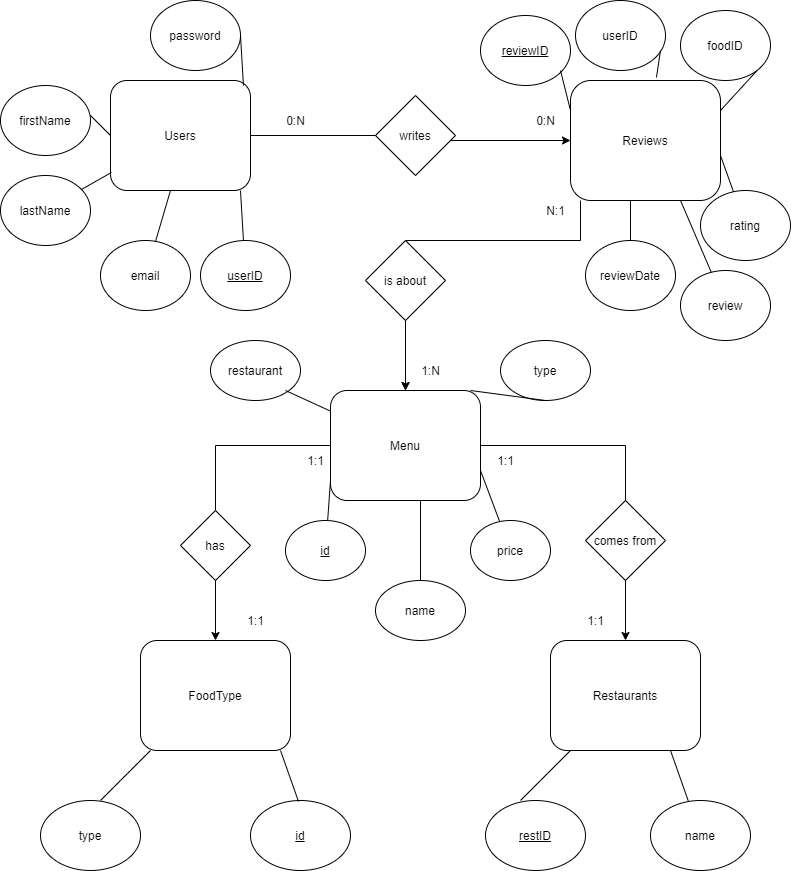 password
reviewID
userID
foodID
firstName
Users
0:N
writes
0:N
Reviews
lastName
N:1
rating
email
userID
is about
reviewDate
review
restaurant
1:N
type
Menu
1:1
1:1
has
id
price
comes from
name
1:1
1:1
FoodType
Restaurants
type
id
restID
name